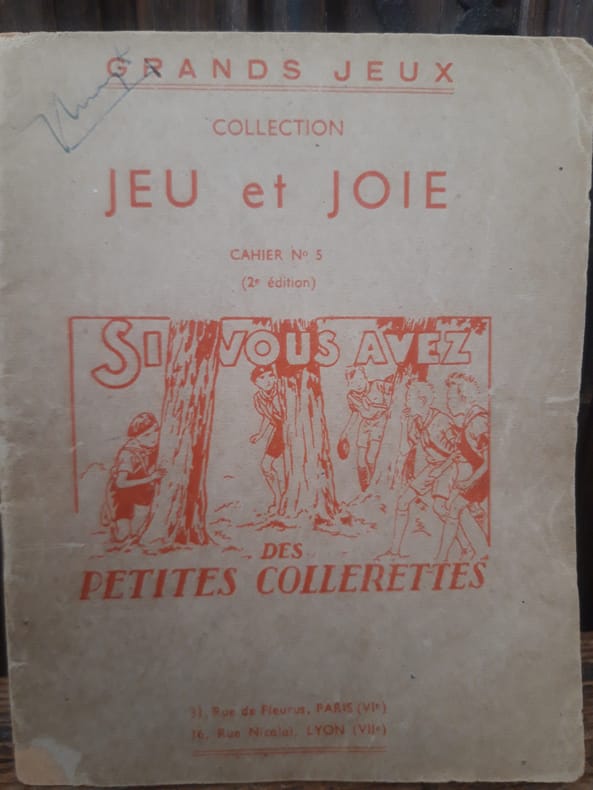 GRANDS JEUX
COLLECTION
JEU et JOIE
CAHIER Nº 5
(2e édition)
SI VOUS AVEZ
DES
PETITES COLLERETTES
31, Rue de Fleurus, PARIS (VIe)
16, Rue Nicolaï, LYON (VIIe)